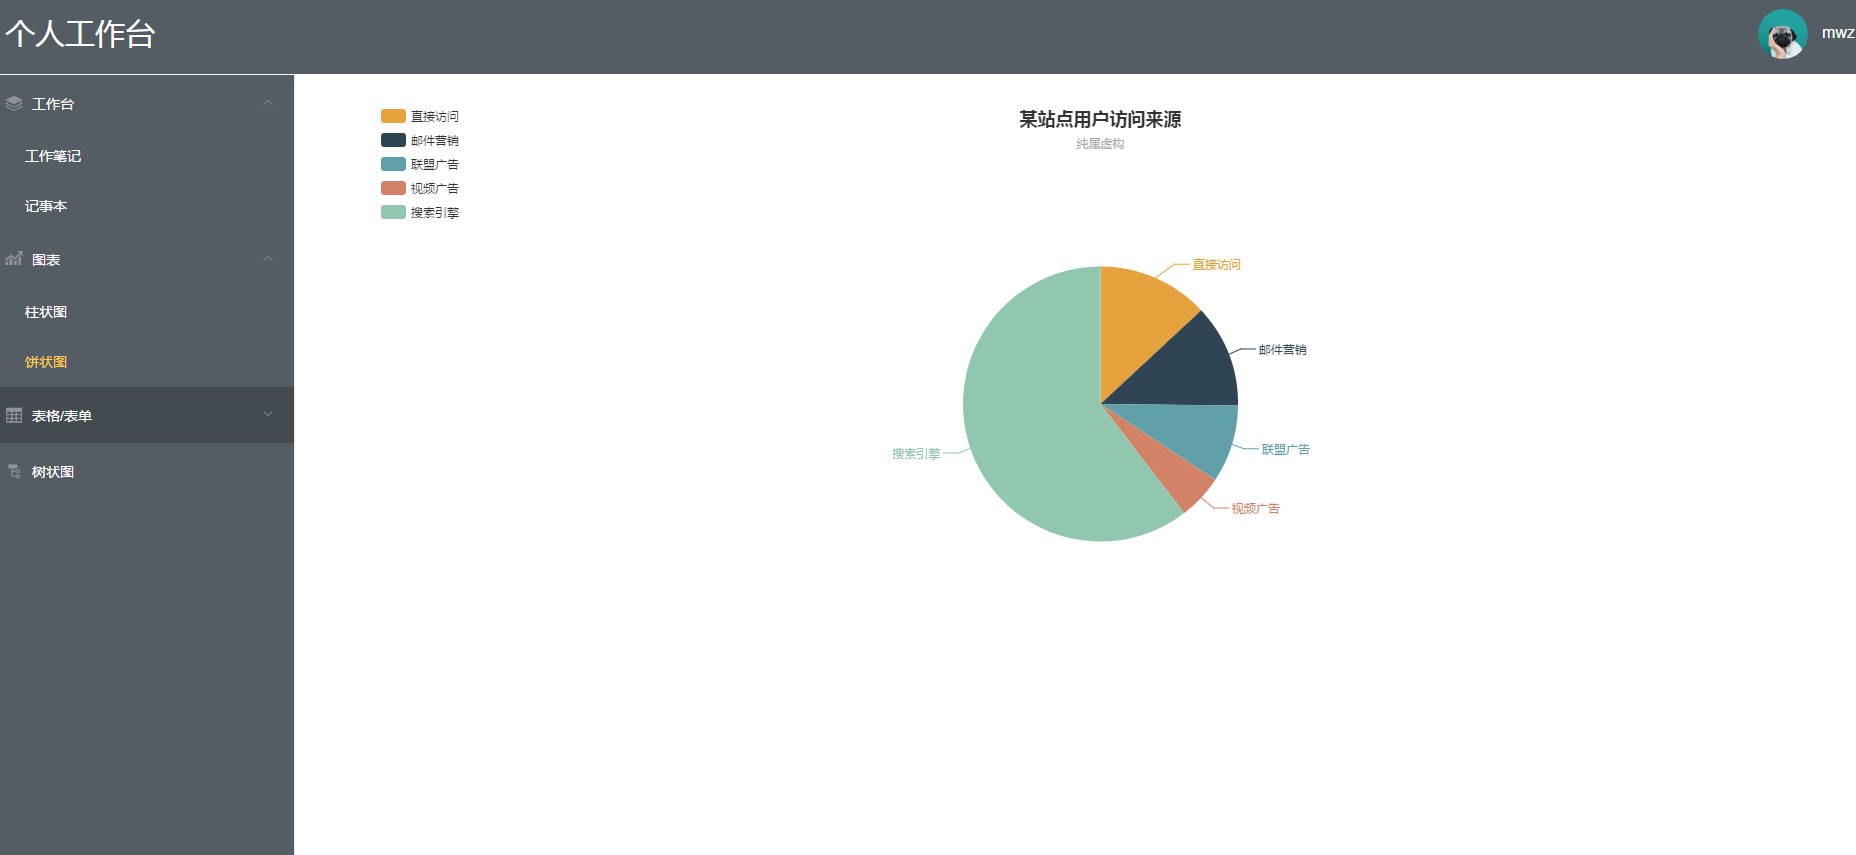 个人工作台
mwz
工作台
工作笔记
记事本
图表
柱状图
饼状图
表格/表单
树状图
直接访问
邮件营销
联盟广告
视频广告
搜索引擎
某站点用户访问来源
纯属虚构
直接访问
邮件营销
联盟广告
搜索引擎
视频广告